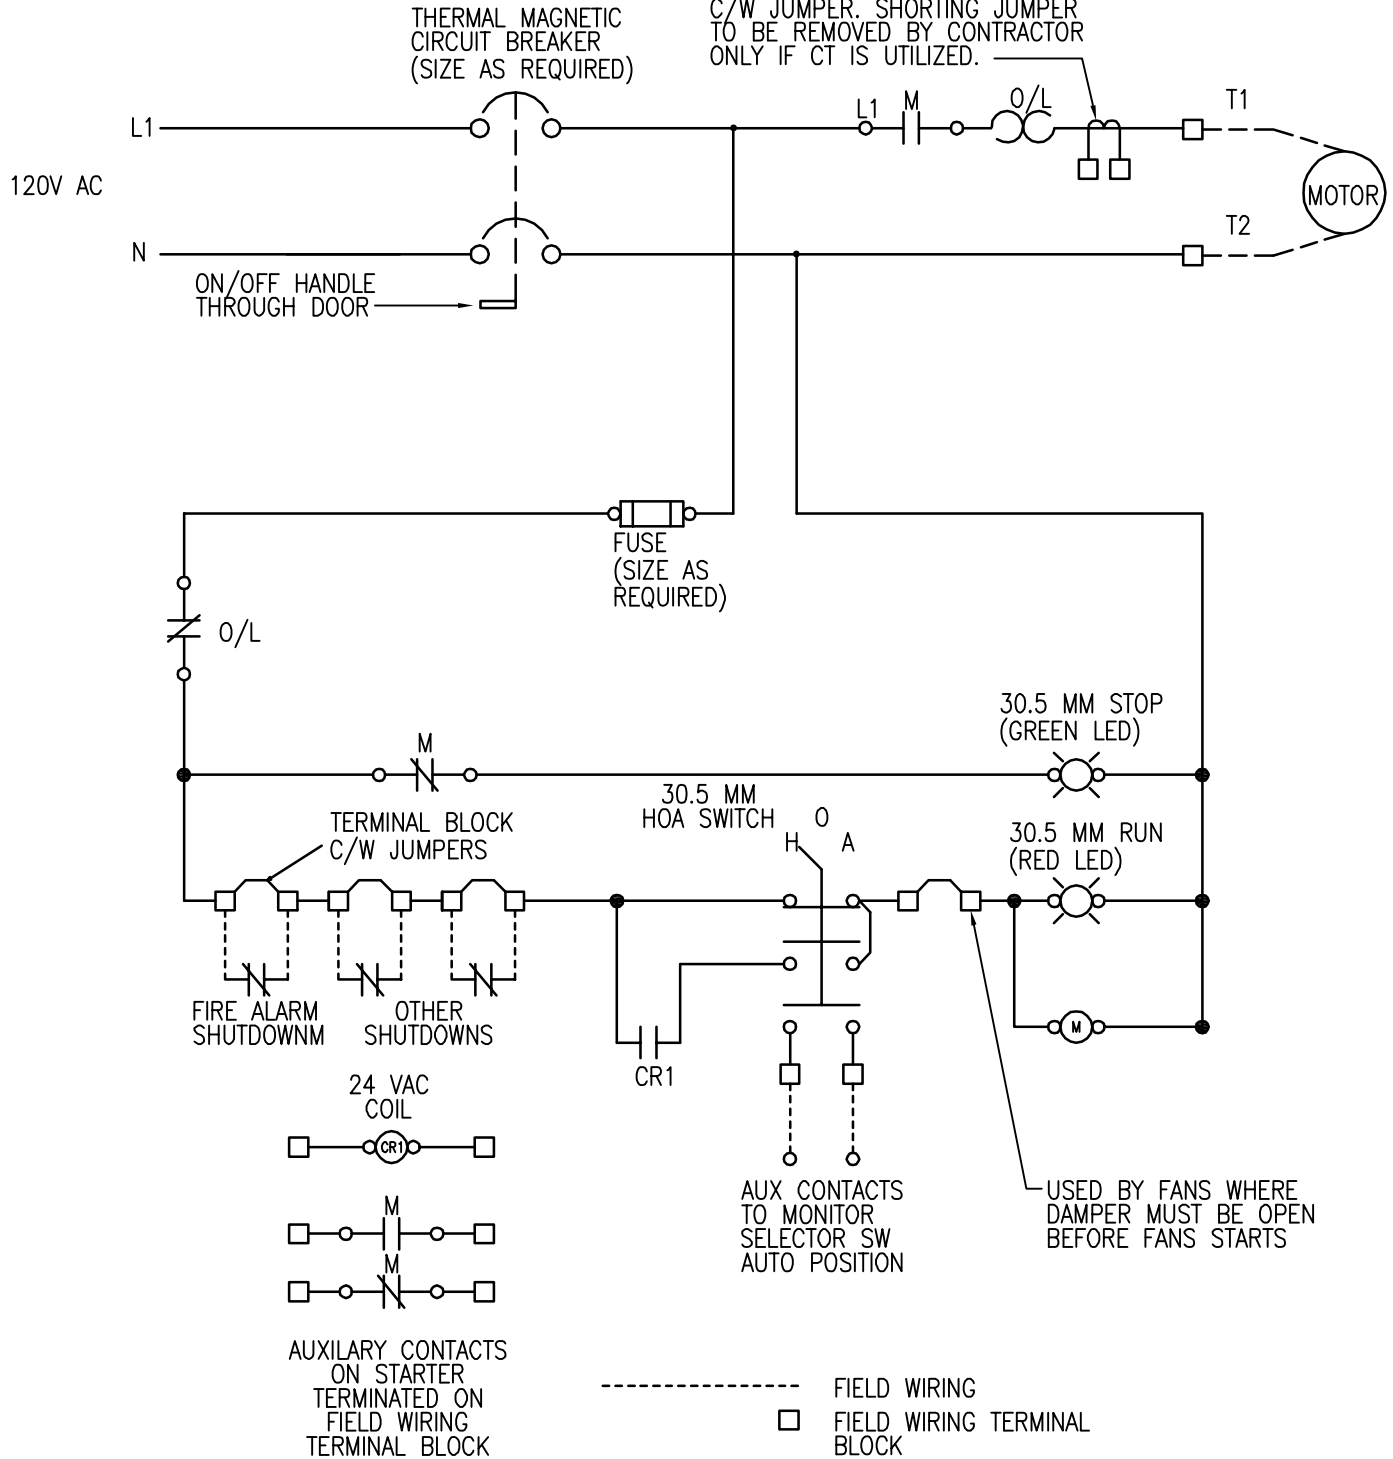 THERMAL MAGNETIC
CIRCUIT BREAKER
(SIZE AS REQUIRED)
C/W JUMPER. SHORTING JUMPER
TO BE REMOVED BY CONTRACTOR
ONLY IF CT IS UTILIZED.
L1
L1
M
O/L
T1
120V AC
MOTOR
N
T2
ON/OFF HANDLE
THROUGH DOOR
FUSE
(SIZE AS
REQUIRED)
O/L
30.5 MM STOP
(GREEN LED)
M
30.5 MM
HOA SWITCH
H
O
A
TERMINAL BLOCK
C/W JUMPERS
30.5 MM RUN
(RED LED)
FIRE ALARM
SHUTDOWNM
OTHER
SHUTDOWNS
M
CR1
24 VAC
COIL
CR1
M
M
AUX CONTACTS
TO MONITOR
SELECTOR SW
AUTO POSITION
USED BY FANS WHERE
DAMPER MUST BE OPEN
BEFORE FANS STARTS
AUXILARY CONTACTS
ON STARTER
TERMINATED ON
FIELD WIRING
TERMINAL BLOCK
FIELD WIRING
FIELD WIRING TERMINAL
BLOCK